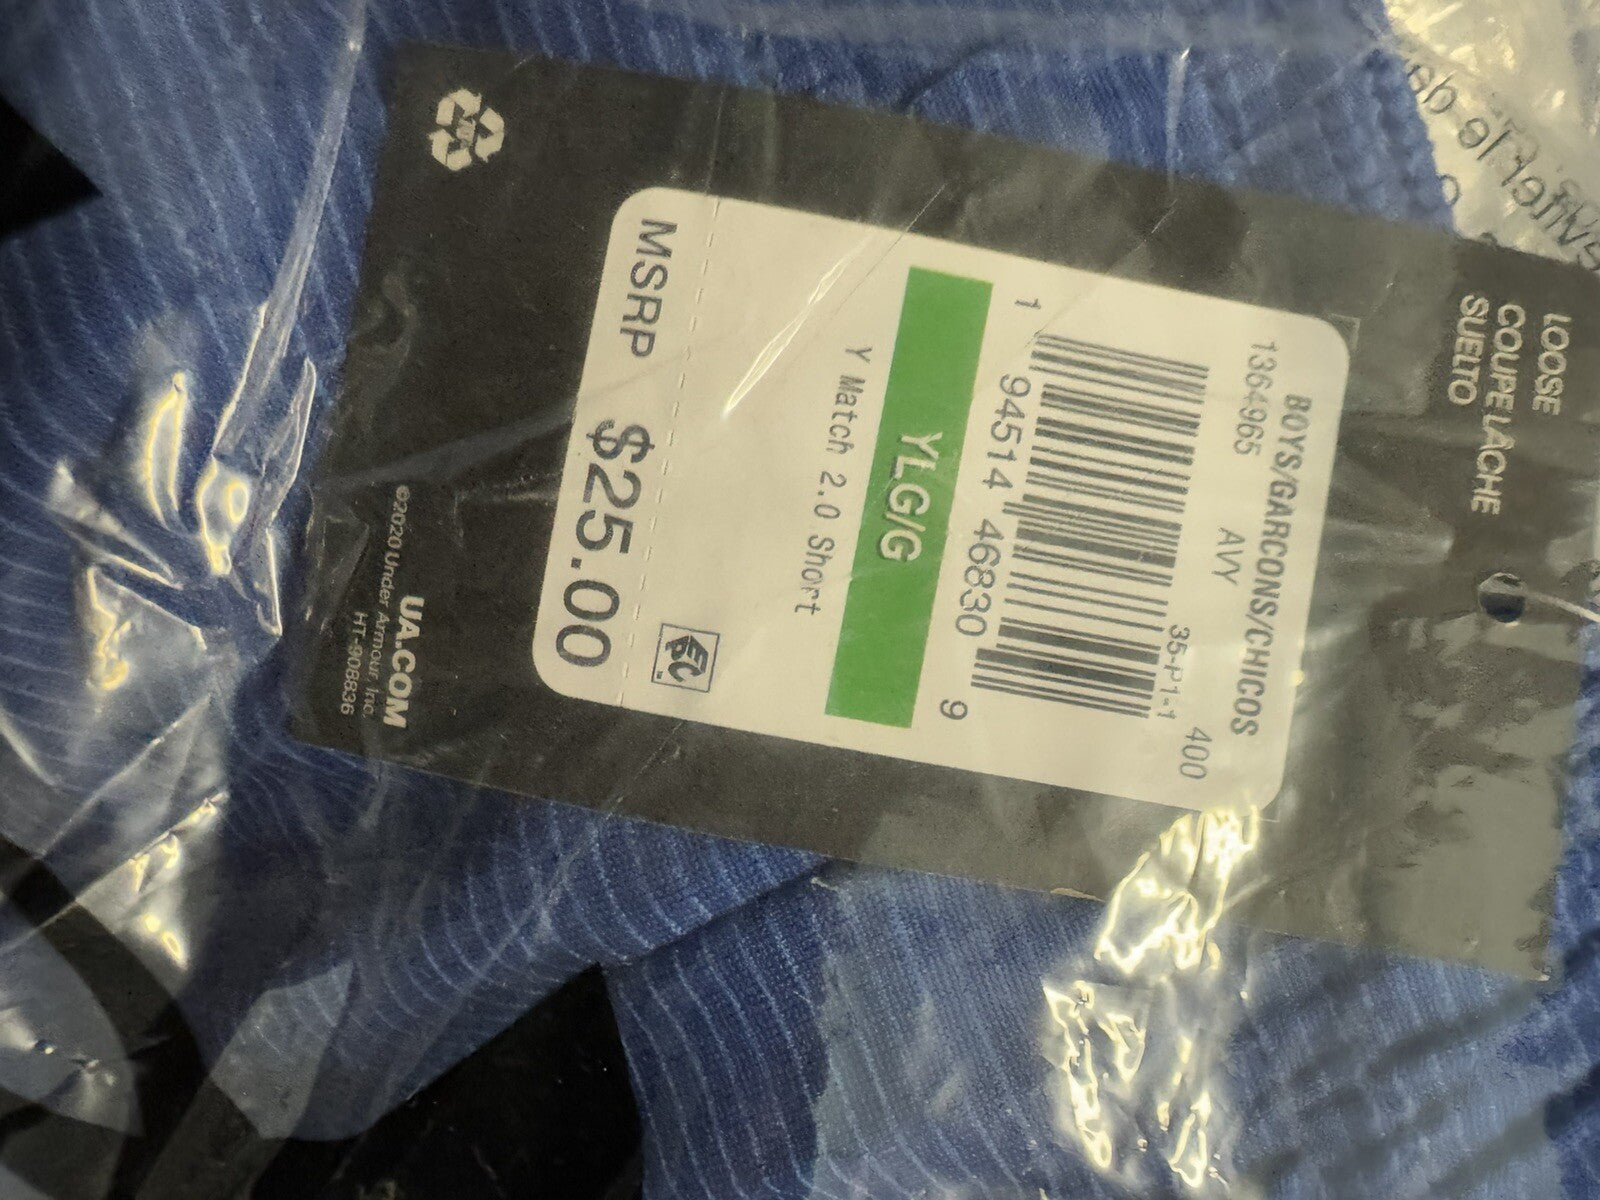 LOOSE
COUPE LÂCHE
SUELTO
BOYS/GARCONS/CHICOS
1364965 AVY 400
35-P1-1
1 94514 46830 9
YLG/G
Y Match 2.0 Short
MSRP $25.00
UA.COM
©2020 Under Armour, Inc.
HT-908836